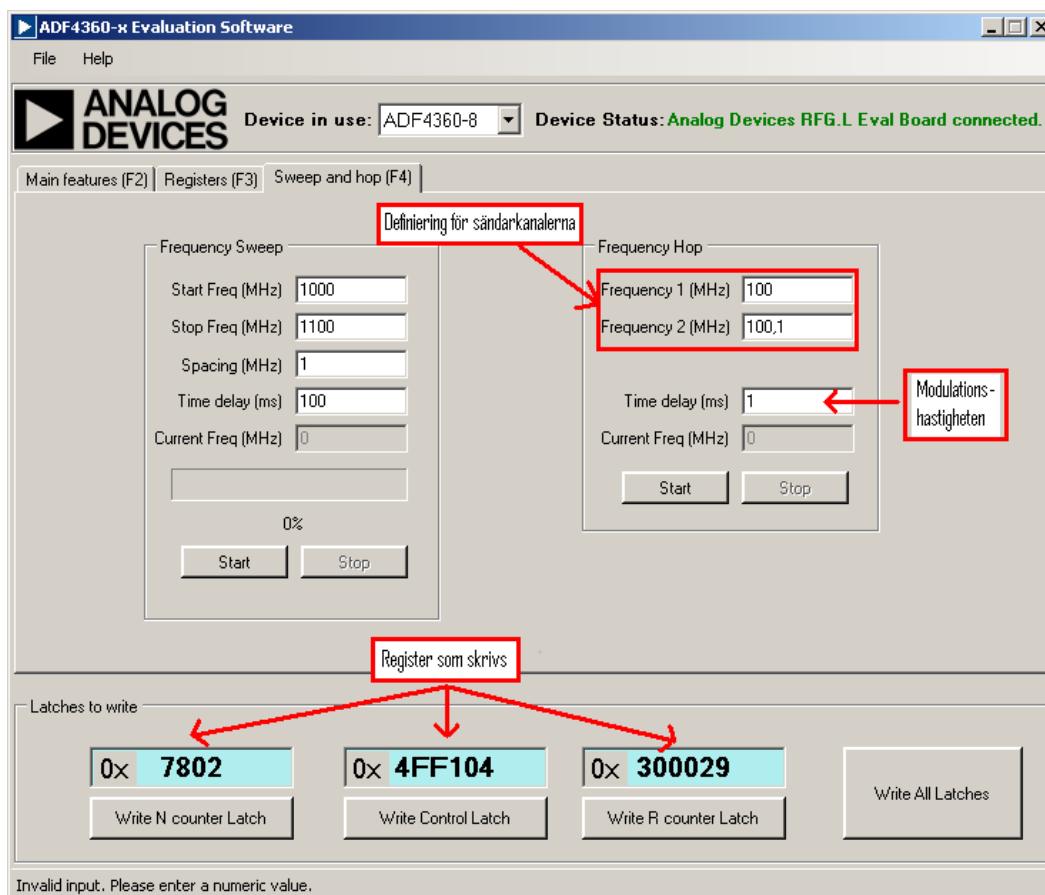 ADF4360-x Evaluation Software
File Help
ANALOG
DEVICES
Device in use: ADF4360-8 Device Status: Analog Devices RFG.L Eval Board connected.
Main features (F2) Registers (F3) Sweep and hop (F4)
Definiering för sändarkanalerna
Frequency Sweep
Start Freq (MHz) 1000
Stop Freq (MHz) 1100
Spacing (MHz) 1
Time delay (ms) 100
Current Freq (MHz) 0
0%
Start Stop
Frequency Hop
Frequency 1 (MHz) 100
Frequency 2 (MHz) 100,1
Time delay (ms) 1
Current Freq (MHz) 0
Start Stop
Modulations-
hastigheten
Register som skrivs
Latches to write
0x 7802 0x 4FF104 0x 300029
Write N counter Latch Write Control Latch Write R counter Latch Write All Latches
Invalid input. Please enter a numeric value.